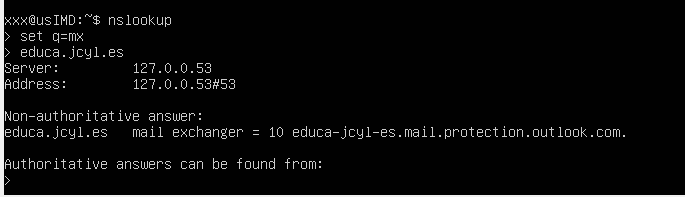 xxx@usIMD:~$ nslookup
> set q=mx
> educa.jcyl.es
Server: 127.0.0.53
Address: 127.0.0.53#53
Non-authoritative answer:
educa.jcyl.es mail exchanger = 10 educa-jcyl-es.mail.protection.outlook.com.
Authoritative answers can be found from:
>